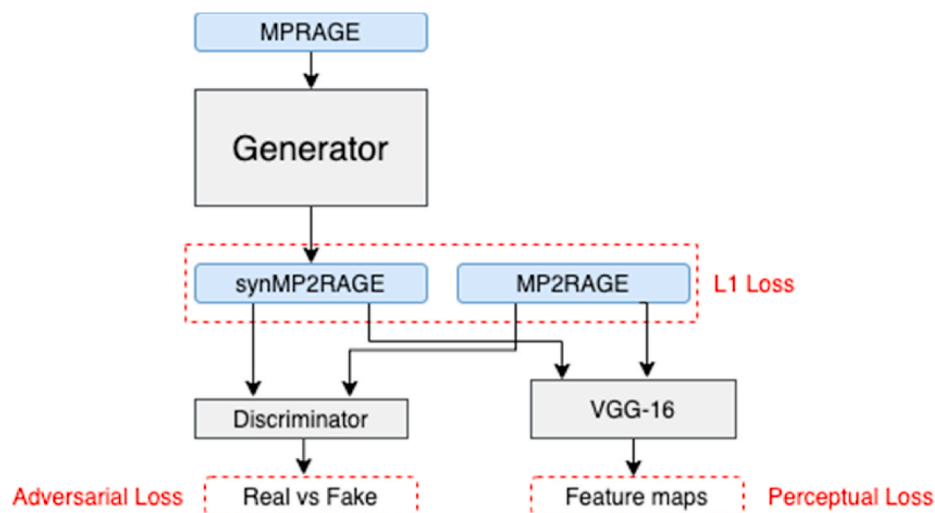 MPRAGE
Generator
synMP2RAGE
MP2RAGE
L1 Loss
Discriminator
VGG-16
Adversarial Loss
Real vs Fake
Feature maps
Perceptual Loss